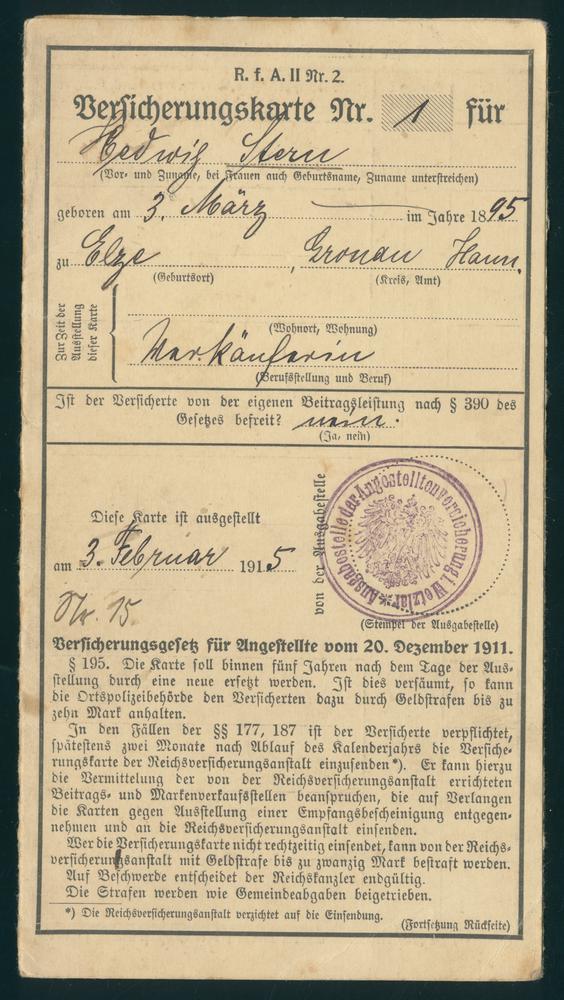 R. f. A. II Nr. 2.
Versicherungskarte Nr. 1 für
Hedwig Stern
(Vor- und Zuname, bei Frauen auch Geburtsname, Zuname unterstreichen)
geboren am 3. März im Jahre 1895
zu Elze, Gronau Hann.
(Geburtsort) (Kreis, Amt)
Zur Zeit der
Ausstellung
dieser Karte
(Wohnort, Wohnung)
Verkäuferin
(Berufsstellung und Beruf)
Ist der Versicherte von der eigenen Beitragsleistung nach § 390 des
Gesetzes befreit? nein.
(Ja, nein)
Diese Karte ist ausgestellt
am 3. Februar 1915
von der Ausgabestelle
Ausgabestelle der Angestelltenversicherung i. Wetzlar
(Stempel der Ausgabestelle)
Nr. 15
Versicherungsgesetz für Angestellte vom 20. Dezember 1911.
§ 195. Die Karte soll binnen fünf Jahren nach dem Tage der Aus-
stellung durch eine neue ersetzt werden. Ist dies versäumt, so kann
die Ortspolizeibehörde den Versicherten dazu durch Geldstrafen bis zu
zehn Mark anhalten.
In den Fällen der §§ 177, 187 ist der Versicherte verpflichtet,
spätestens zwei Monate nach Ablauf des Kalenderjahrs die Versiche-
rungskarte der Reichsversicherungsanstalt einzusenden*). Er kann hierzu
die Vermittelung der von der Reichsversicherungsanstalt errichteten
Beitrags- und Markenverkaufsstellen beanspruchen, die auf Verlangen
die Karten gegen Ausstellung einer Empfangsbescheinigung entgegen-
nehmen und an die Reichsversicherungsanstalt einsenden.
Wer die Versicherungskarte nicht rechtzeitig einsendet, kann von der Reichs-
versicherungsanstalt mit Geldstrafe bis zu zwanzig Mark bestraft werden.
Auf Beschwerde entscheidet der Reichskanzler endgültig.
Die Strafen werden wie Gemeindeabgaben beigetrieben.
*) Die Reichsversicherungsanstalt verzichtet auf die Einsendung.
(Fortsetzung Rückseite)